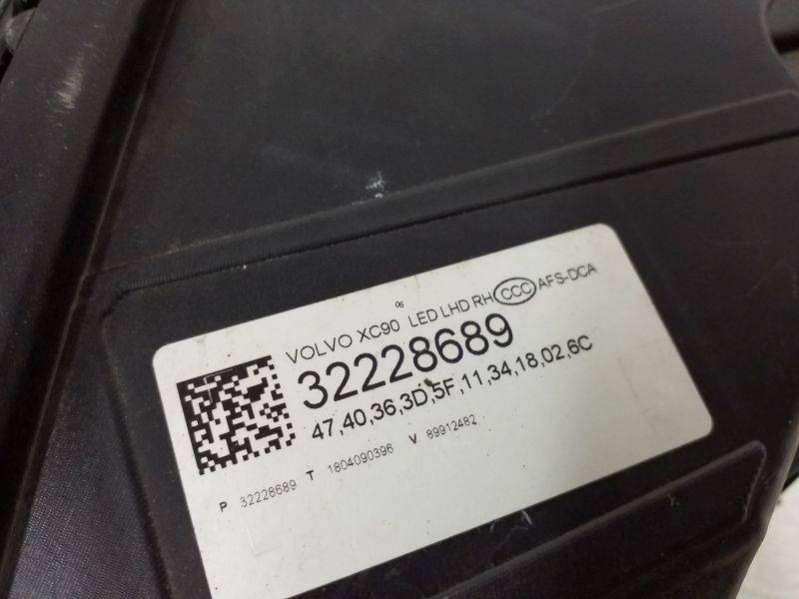 VOLVO XC90 LED LHD RH CCC AFS-DCA
32228689
47,40,36,3D,5F,11,34,18,02,6C
P 32228689 T 1804090396 V 89912482